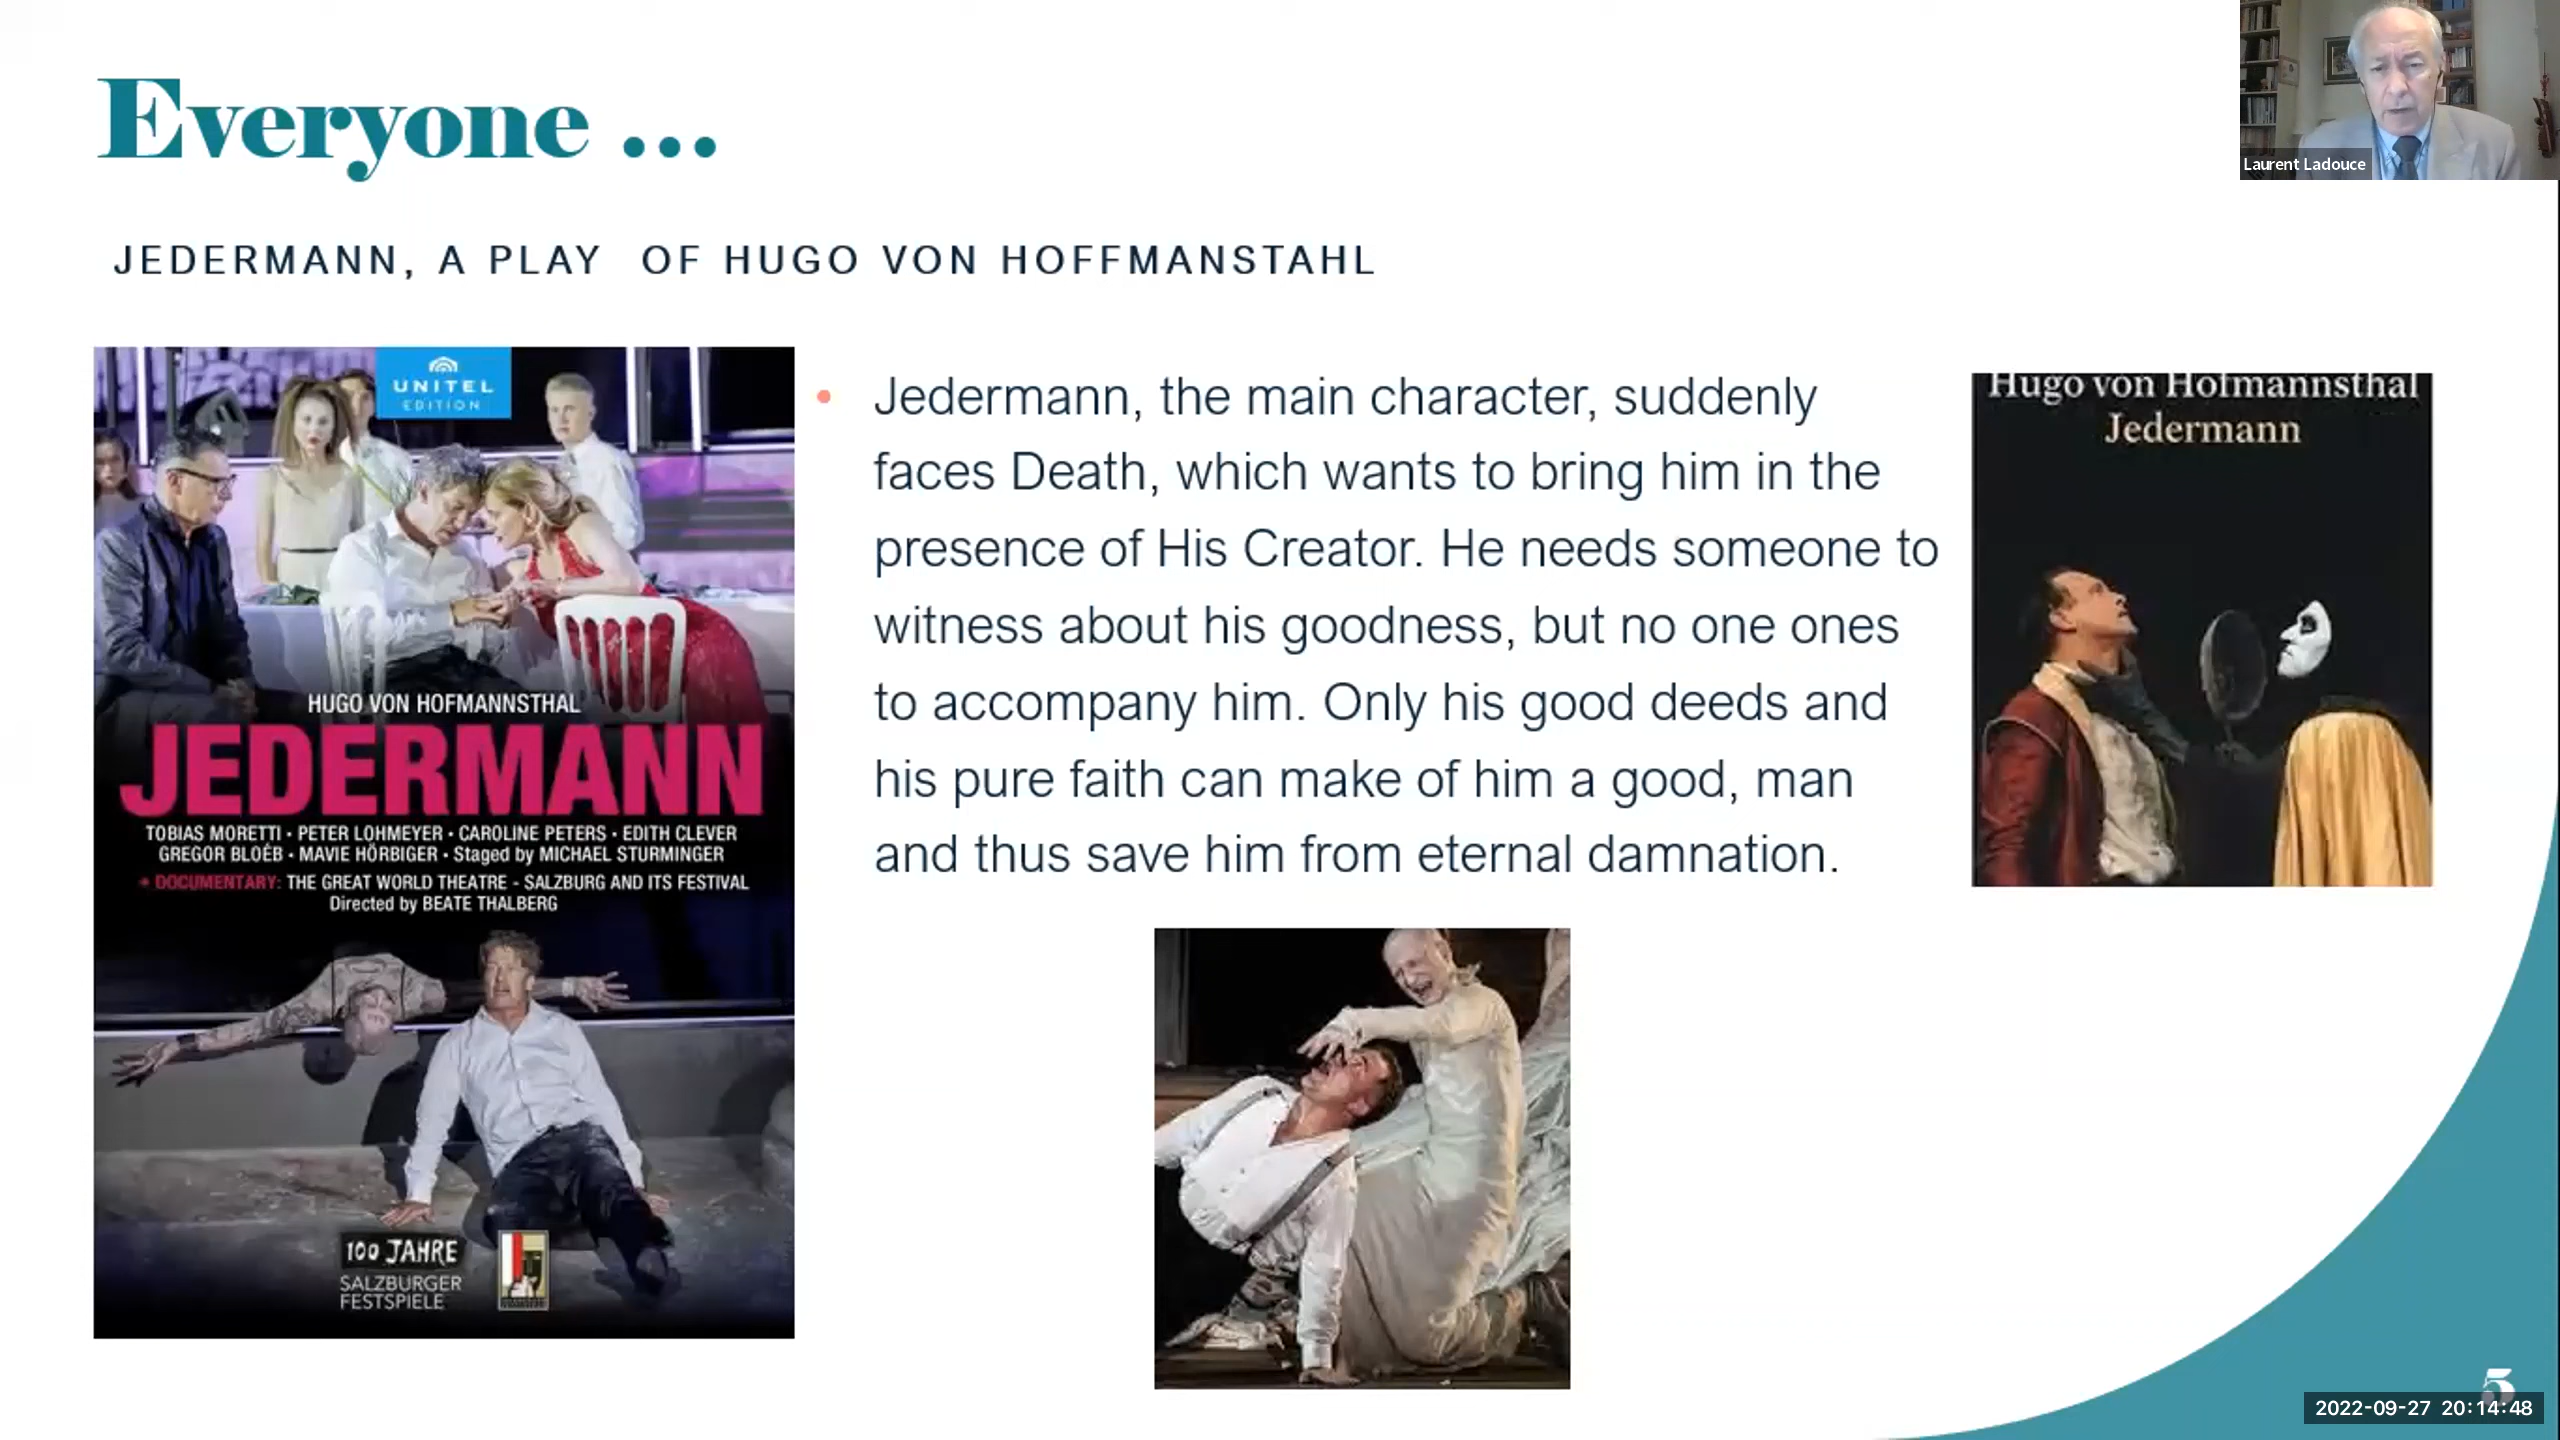 Everyone ...
Laurent Ladouce
JEDERMANN, A PLAY OF HUGO VON HOFFMANSTAHL
UNITEL
EDITION
HUGO VON HOFMANNSTHAL
JEDERMANN
TOBIAS MORETTI • PETER LOHMEYER • CAROLINE PETERS • EDITH CLEVER
GREGOR BLOÉB • MAVIE HÖRBIGER • Staged by MICHAEL STURMINGER
+ DOCUMENTARY: THE GREAT WORLD THEATRE - SALZBURG AND ITS FESTIVAL
Directed by BEATE THALBERG
100 JAHRE
SALZBURGER
FESTSPIELE
• Jedermann, the main character, suddenly
faces Death, which wants to bring him in the
presence of His Creator. He needs someone to
witness about his goodness, but no one ones
to accompany him. Only his good deeds and
his pure faith can make of him a good, man
and thus save him from eternal damnation.
Hugo von Hofmannsthal
Jedermann
5
2022-09-27 20:14:48